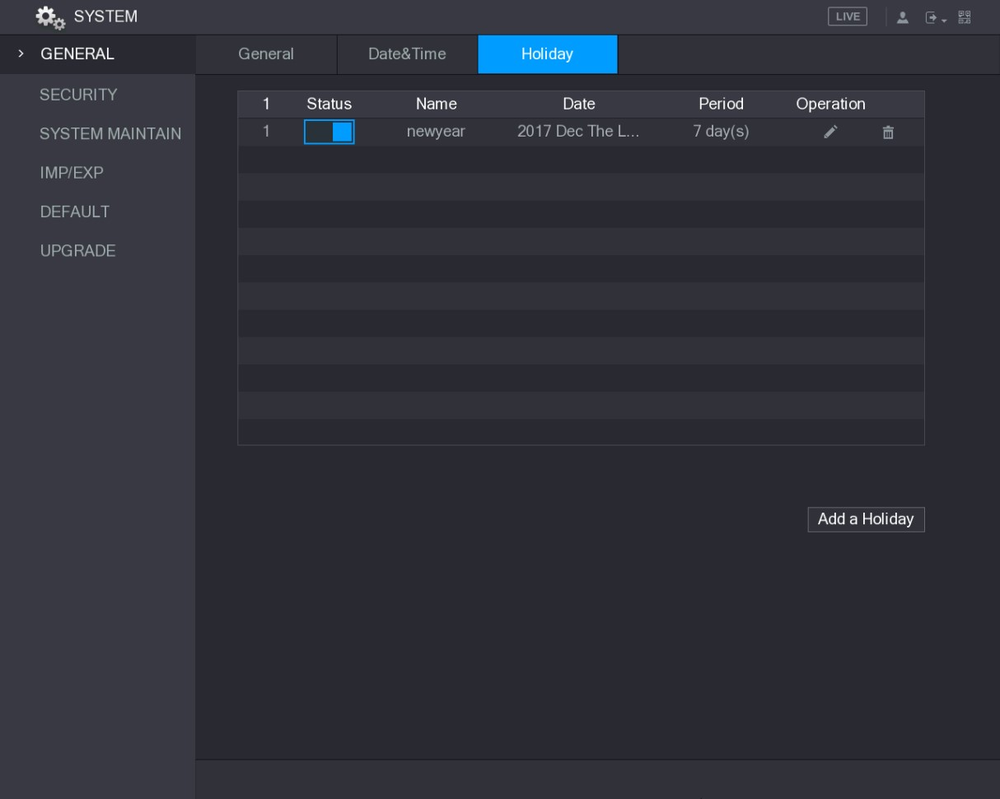 SYSTEM LIVE
GENERAL General Date&Time Holiday
SECURITY
SYSTEM MAINTAIN
IMP/EXP
DEFAULT
UPGRADE
1 Status Name Date Period Operation
1 newyear 2017 Dec The L... 7 day(s)
Add a Holiday